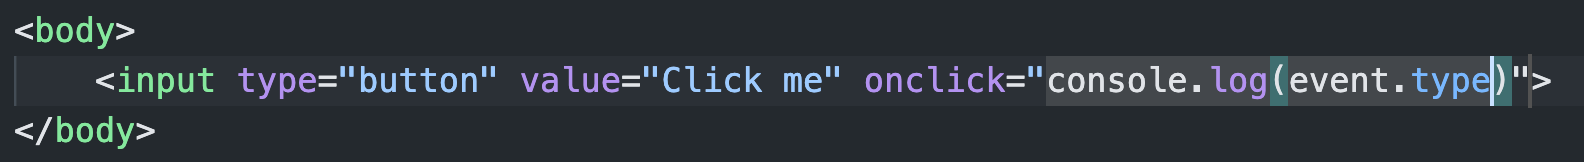 <body>
    <input type="button" value="Click me" onclick="console.log(event.type)">
</body>